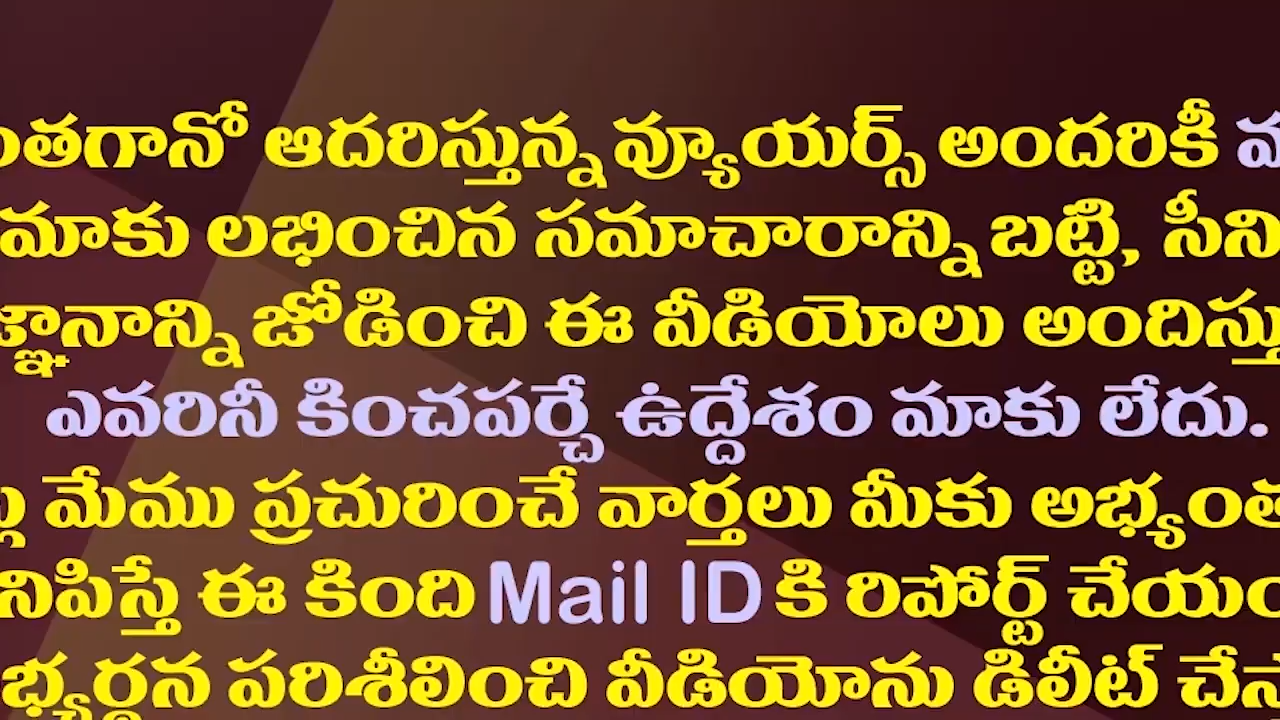 ఆదరిస్తున్న వ్యూయర్స్ అందరికీ
మాకు లభించిన సమాచారాన్ని బట్టి,
జోడించి ఈ వీడియోలు
ఎవరినీ కించపర్చే ఉద్దేశం మాకు లేదు.
మేము ప్రచురించే వార్తలు మీకు
ఈ కింది Mail ID కి రిపోర్ట్
పరిశీలించి వీడియోను డిలీట్